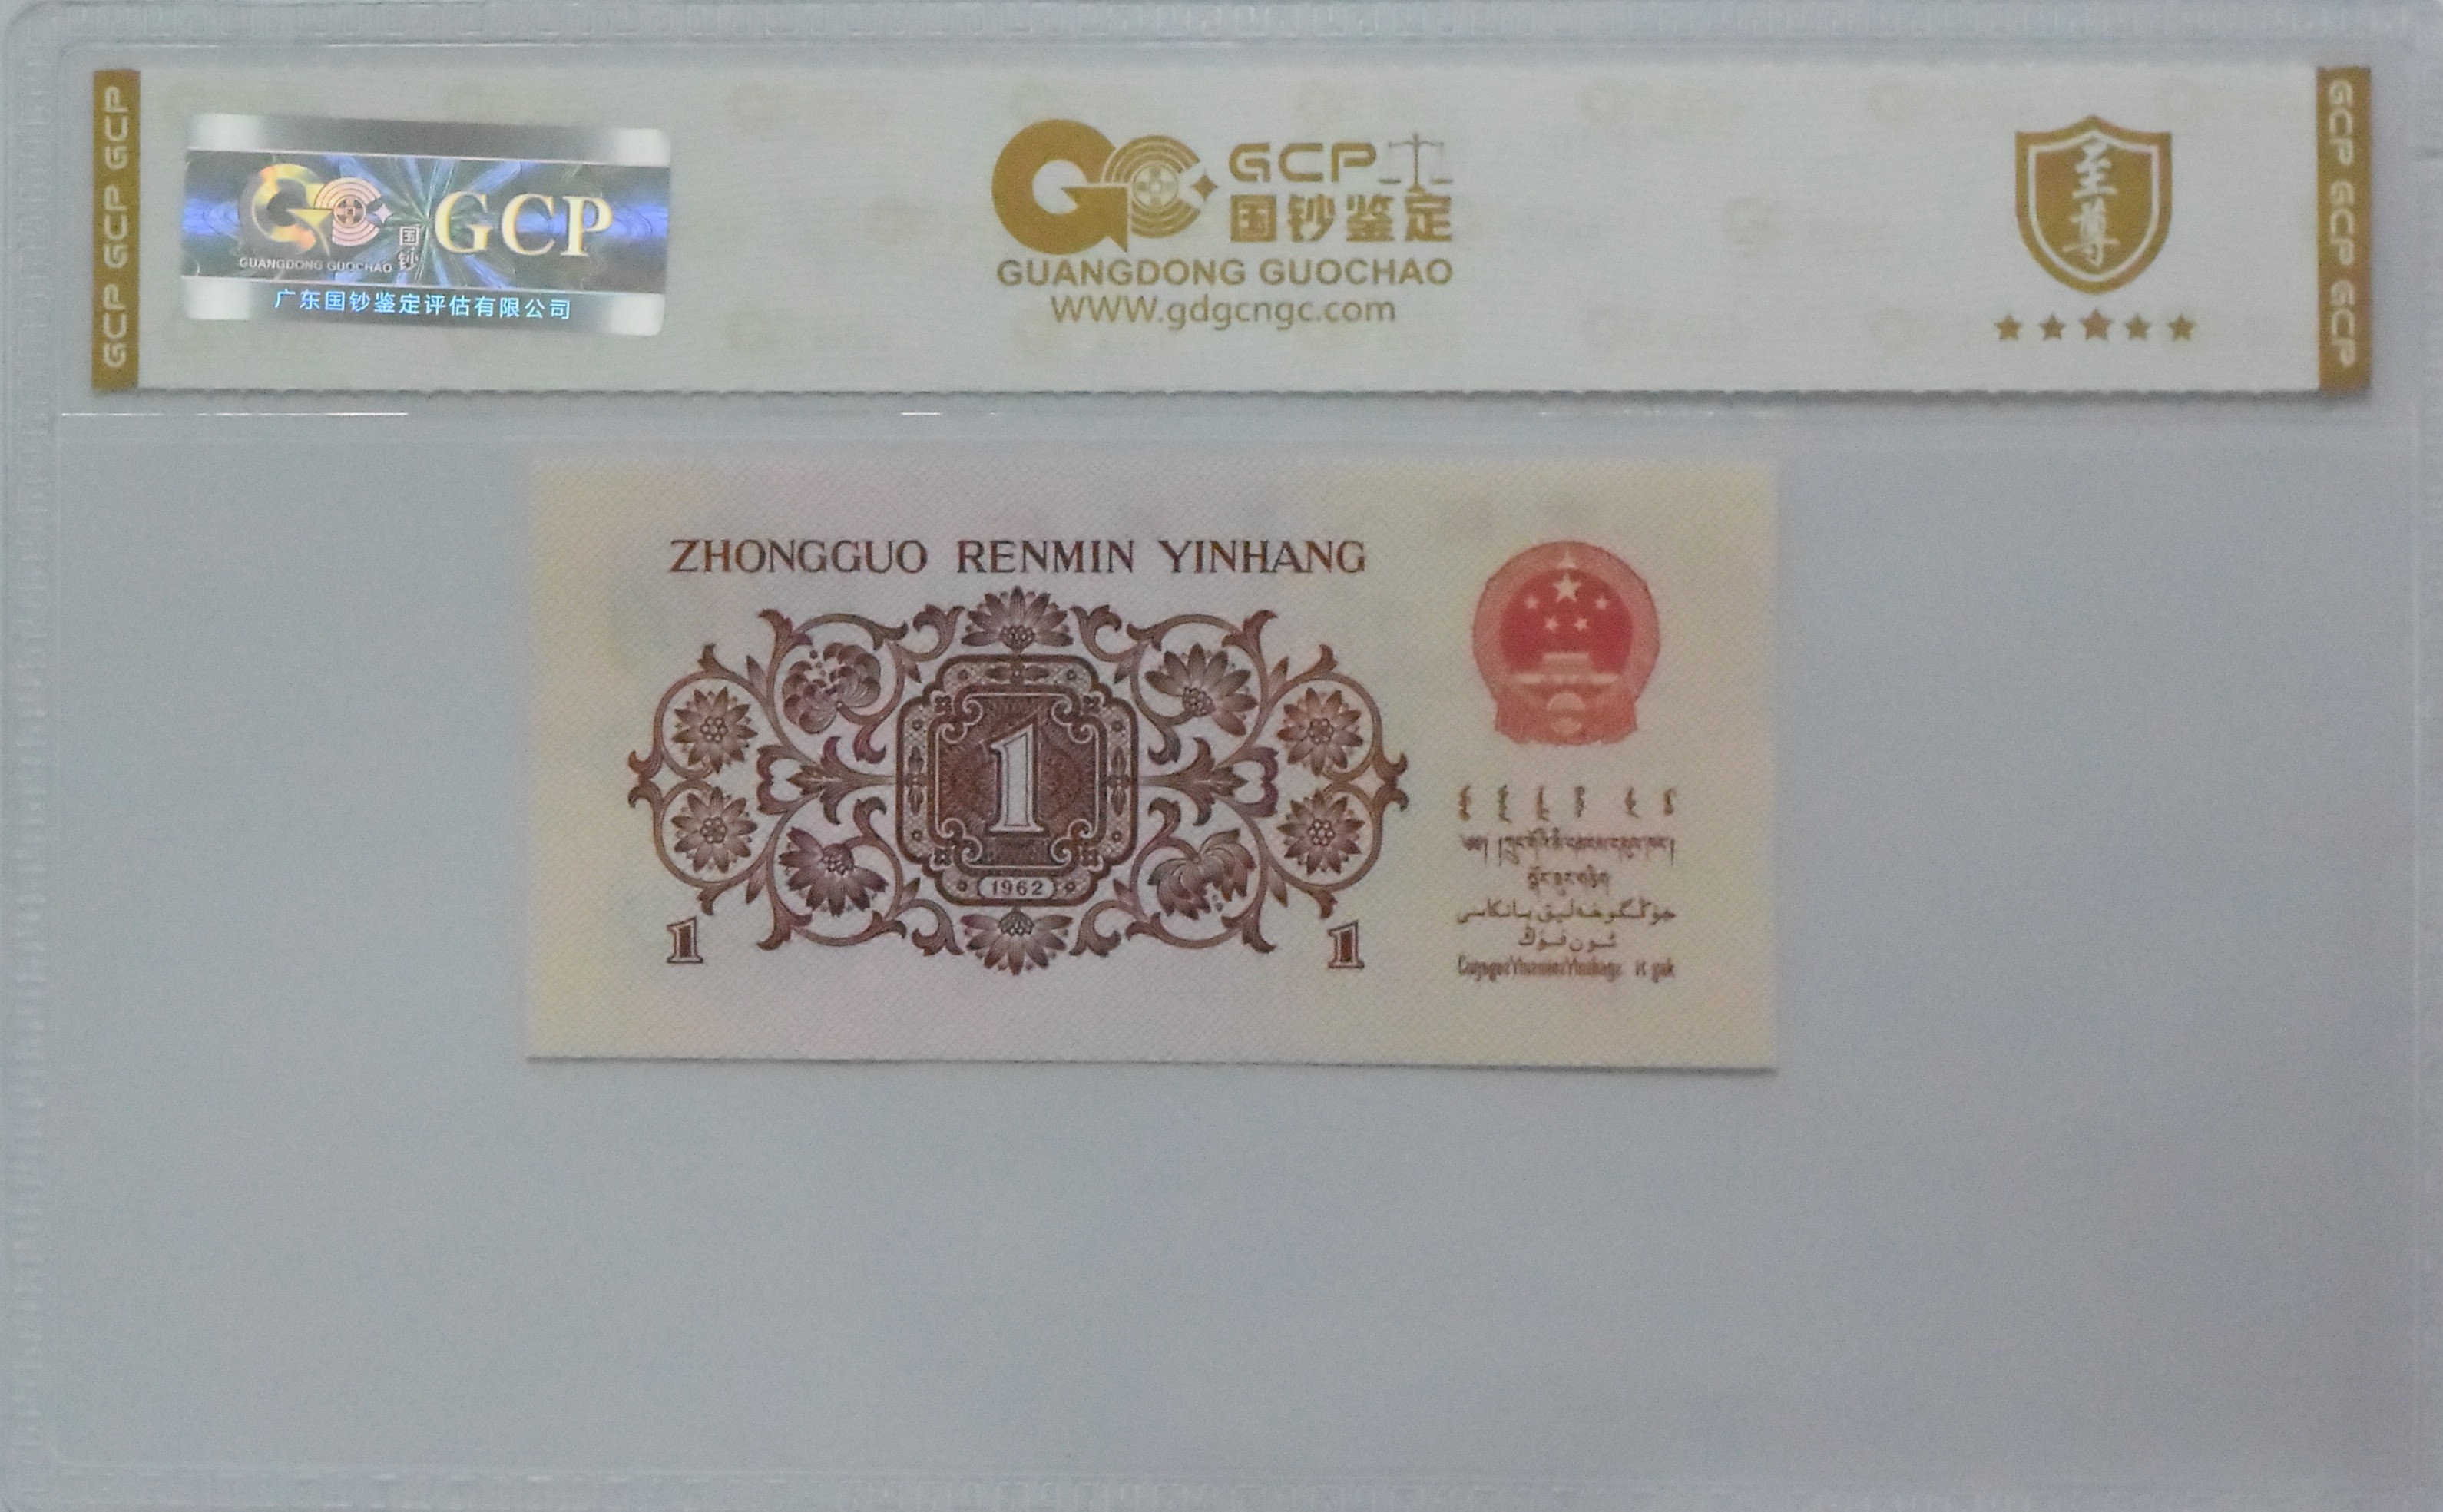 GCP GCP GCP
GUANGDONG GUOCHAO
国钞
GCP
广东国钞鉴定评估有限公司
GCP
国钞鉴定
GUANGDONG GUOCHAO
WWW.gdgcngc.com
至尊
GCP GCP GCP
ZHONGGUO RENMIN YINHANG
1
1962
1
1
جۇڭگوخەلىق بانكاسى